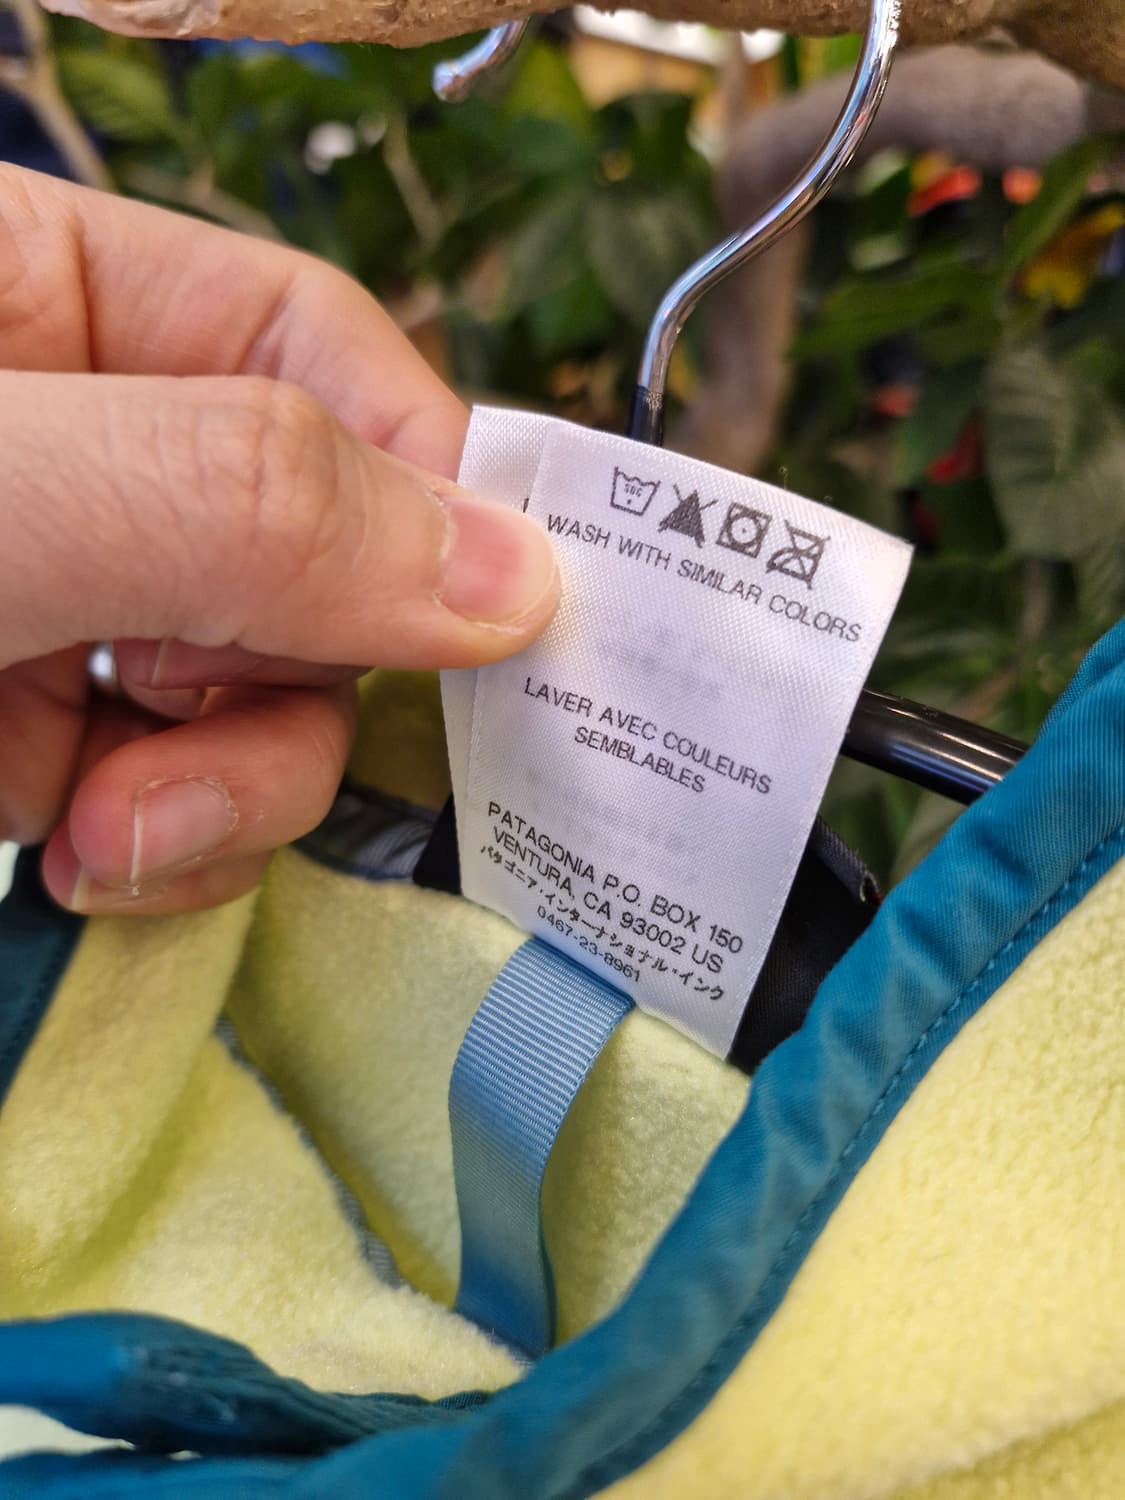 30C
WASH WITH SIMILAR COLORS
LAVER AVEC COULEURS
SEMBLABLES
PATAGONIA P.O. BOX 150
VENTURA, CA 93002 US
パタゴニア・インターナショナル・インク
0467-23-8961